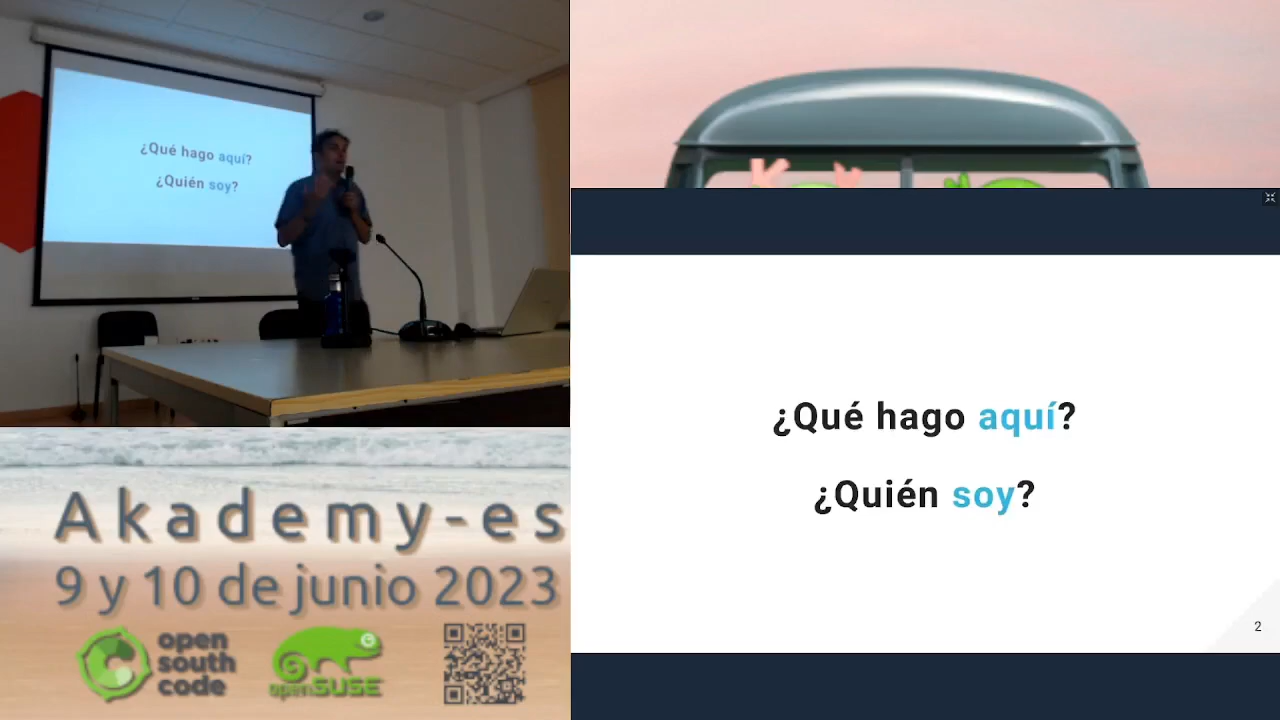 ¿Qué hago aquí?
¿Quién soy?
Akademy-es
9 y 10 de junio 2023
open
south
code
openSUSE
¿Qué hago aquí?
¿Quién soy?
2